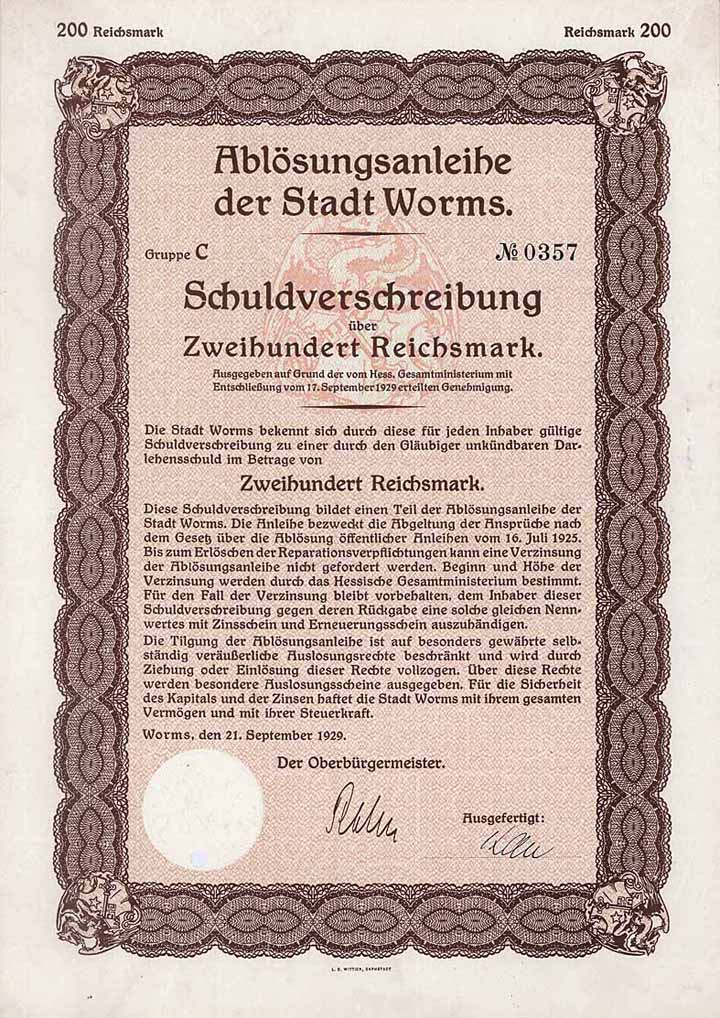 200 Reichsmark
Reichsmark 200
Ablösungsanleihe
der Stadt Worms.
Gruppe C
№ 0357
Schuldverschreibung
über
Zweihundert Reichsmark.
Ausgegeben auf Grund der vom Hess. Gesamtministerium mit
Entschließung vom 17. September 1929 erteilten Genehmigung.
Die Stadt Worms bekennt sich durch diese für jeden Inhaber gültige
Schuldverschreibung zu einer durch den Gläubiger unkündbaren Dar-
lehensschuld im Betrage von
Zweihundert Reichsmark.
Diese Schuldverschreibung bildet einen Teil der Ablösungsanleihe der
Stadt Worms. Die Anleihe bezweckt die Abgeltung der Ansprüche nach
dem Gesetz über die Ablösung öffentlicher Anleihen vom 16. Juli 1925.
Bis zum Erlöschen der Reparationsverpflichtungen kann eine Verzinsung
der Ablösungsanleihe nicht gefordert werden. Beginn und Höhe der
Verzinsung werden durch das Hessische Gesamtministerium bestimmt.
Für den Fall der Verzinsung bleibt vorbehalten, dem Inhaber dieser
Schuldverschreibung gegen deren Rückgabe eine solche gleichen Nenn-
wertes mit Zinsschein und Erneuerungsschein auszuhändigen.
Die Tilgung der Ablösungsanleihe ist auf besonders gewährte selb-
ständig veräußerliche Auslosungsrechte beschränkt und wird durch
Ziehung oder Einlösung dieser Rechte vollzogen. Über diese Rechte
werden besondere Auslosungsscheine ausgegeben. Für die Sicherheit
des Kapitals und der Zinsen haftet die Stadt Worms mit ihrem gesamten
Vermögen und mit ihrer Steuerkraft.
Worms, den 21. September 1929.
Der Oberbürgermeister.
Ausgefertigt:
L. C. WITTICH, DARMSTADT